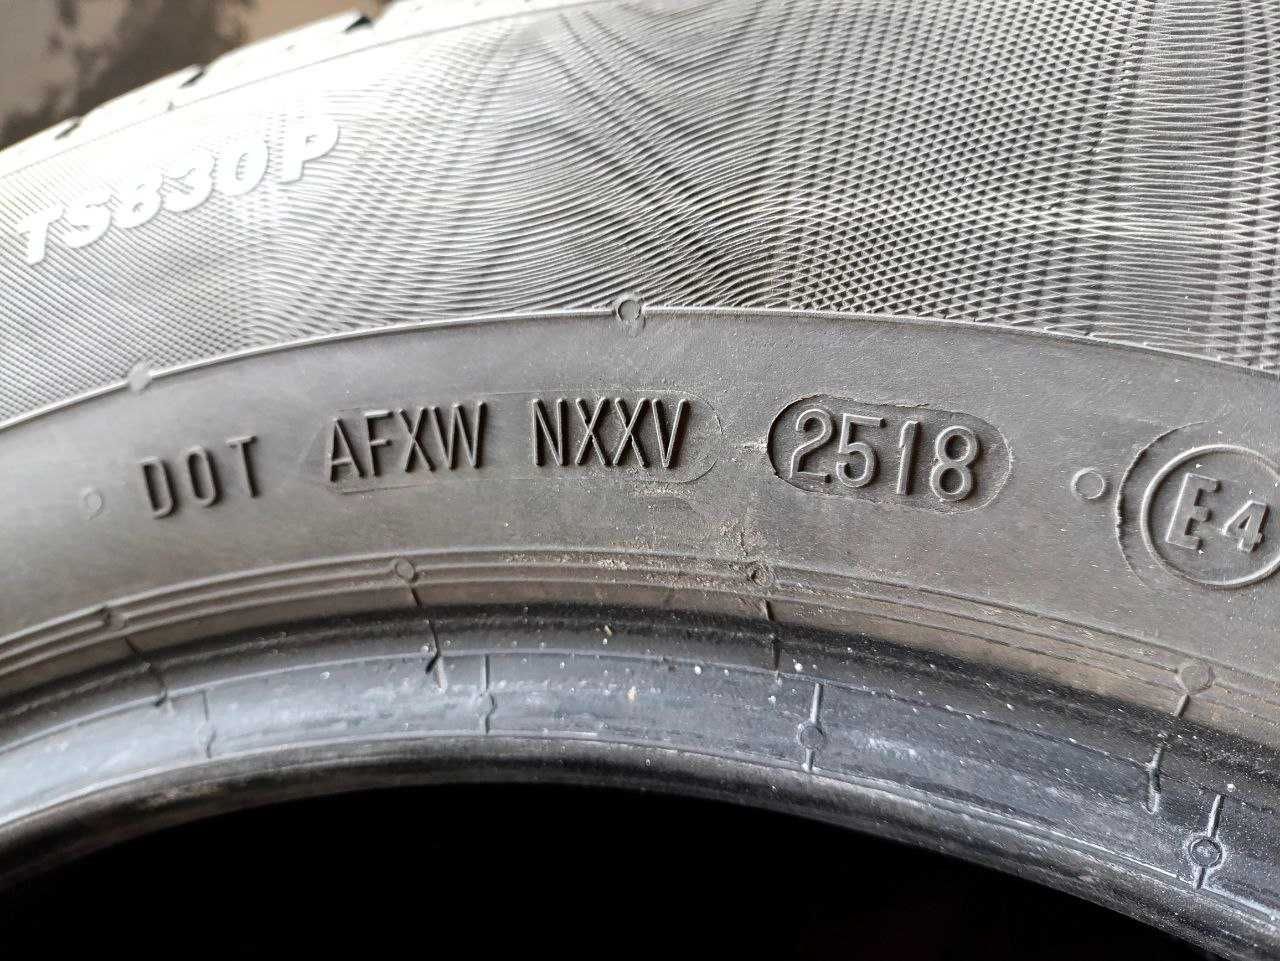 TS830P
DOT AFXW NXXV 2518 E4